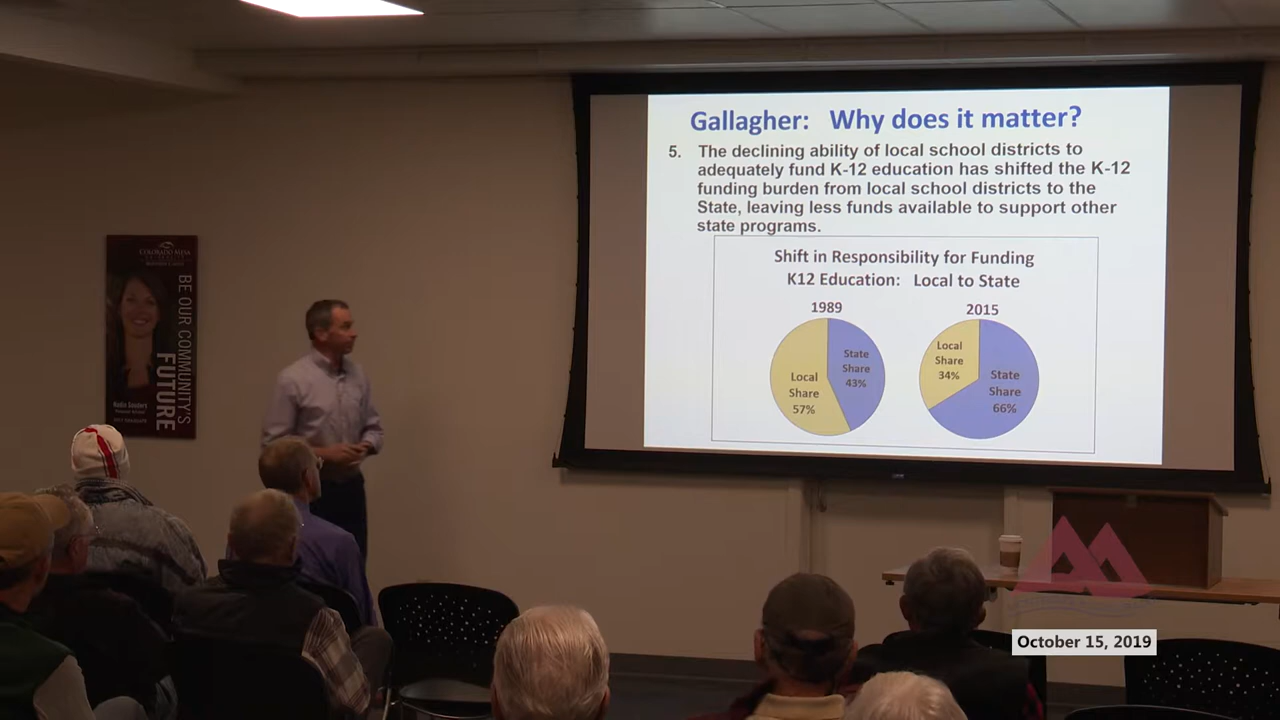 Gallagher: Why does it matter?
5. The declining ability of local school districts to
adequately fund K-12 education has shifted the K-12
funding burden from local school districts to the
State, leaving less funds available to support other
state programs.
Shift in Responsibility for Funding
K12 Education: Local to State
1989
2015
Local
Share
57%
State
Share
43%
Local
Share
34%
State
Share
66%
COLORADO MESA
BE OUR COMMUNITY'S
FUTURE
October 15, 2019